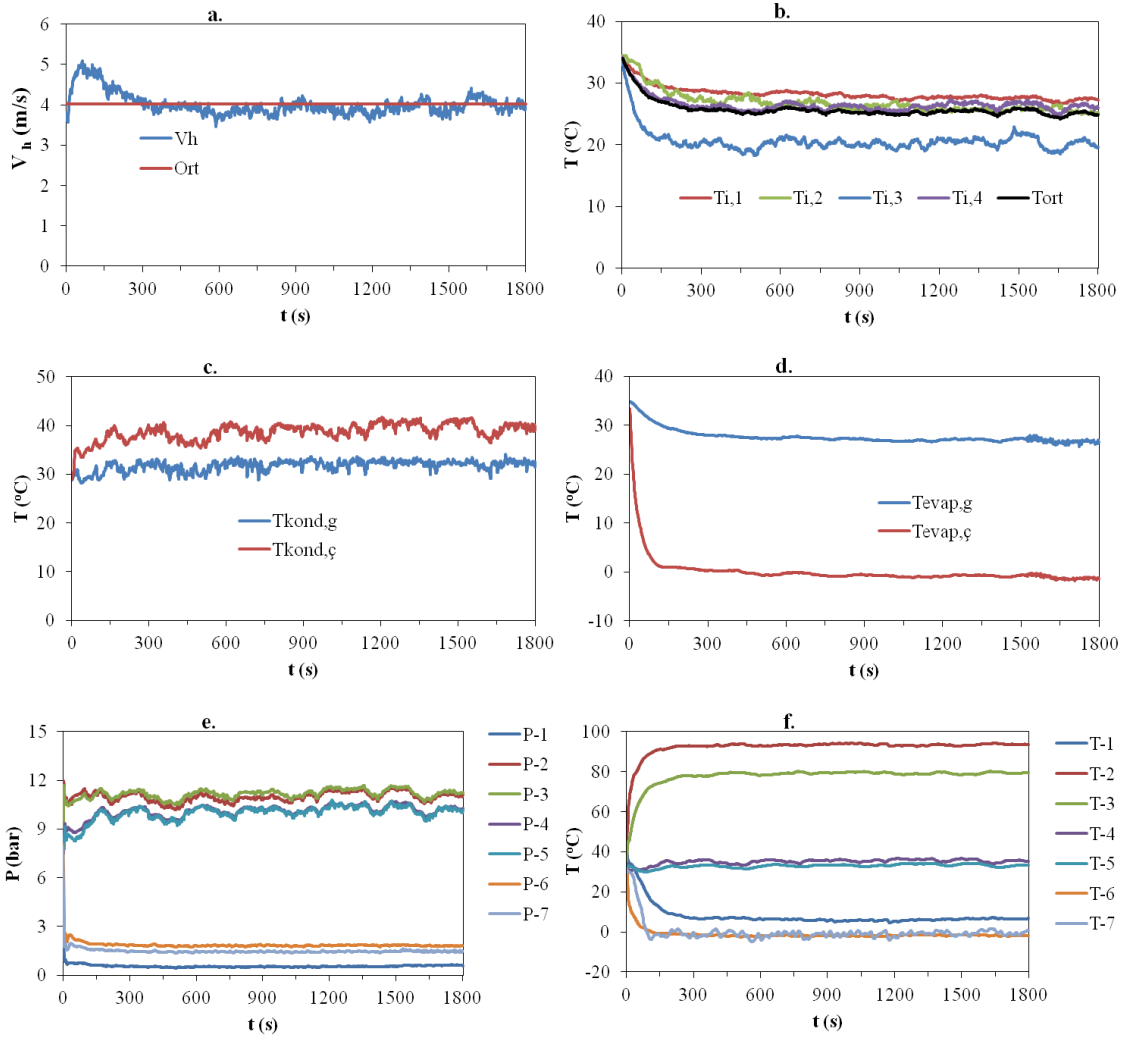 a.
V h (m/s)
6
5
4
3
2
1
0
Vh
Ort
0 300 600 900 1200 1500 1800
t (s)
b.
T (°C)
40
30
20
10
0
Ti,1 Ti,2 Ti,3 Ti,4 Tort
0 300 600 900 1200 1500 1800
t (s)
c.
T (°C)
50
40
30
20
10
0
Tkond,g
Tkond,ç
0 300 600 900 1200 1500 1800
t (s)
d.
T (°C)
40
30
20
10
0
-10
Tevap,g
Tevap,ç
0 300 600 900 1200 1500 1800
t (s)
e.
P (bar)
15
12
9
6
3
0
P-1
P-2
P-3
P-4
P-5
P-6
P-7
0 300 600 900 1200 1500 1800
t (s)
f.
T (°C)
100
80
60
40
20
0
-20
T-1
T-2
T-3
T-4
T-5
T-6
T-7
0 300 600 900 1200 1500 1800
t (s)